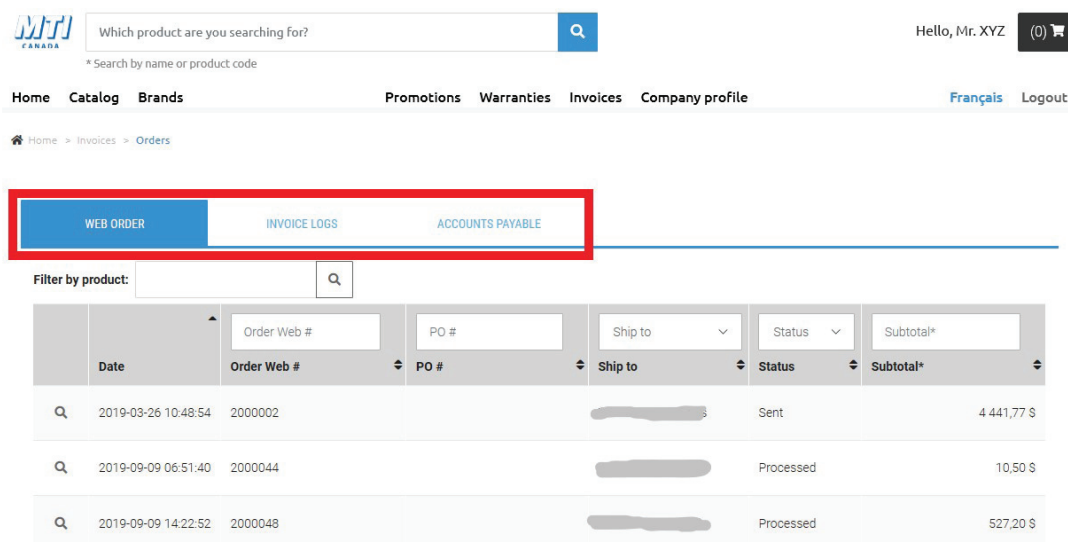 MTI
CANADA
Which product are you searching for?
Hello, Mr. XYZ
(0)
* Search by name or product code
Home Catalog Brands Promotions Warranties Invoices Company profile Français Logout
Home > Invoices > Orders
WEB ORDER INVOICE LOGS ACCOUNTS PAYABLE
Filter by product:
Order Web # PO # Ship to Status Subtotal*
Date Order Web # PO # Ship to Status Subtotal*
2019-03-26 10:48:54 2000002 Sent 4 441,77 $
2019-09-09 06:51:40 2000044 Processed 10,50 $
2019-09-09 14:22:52 2000048 Processed 527,20 $